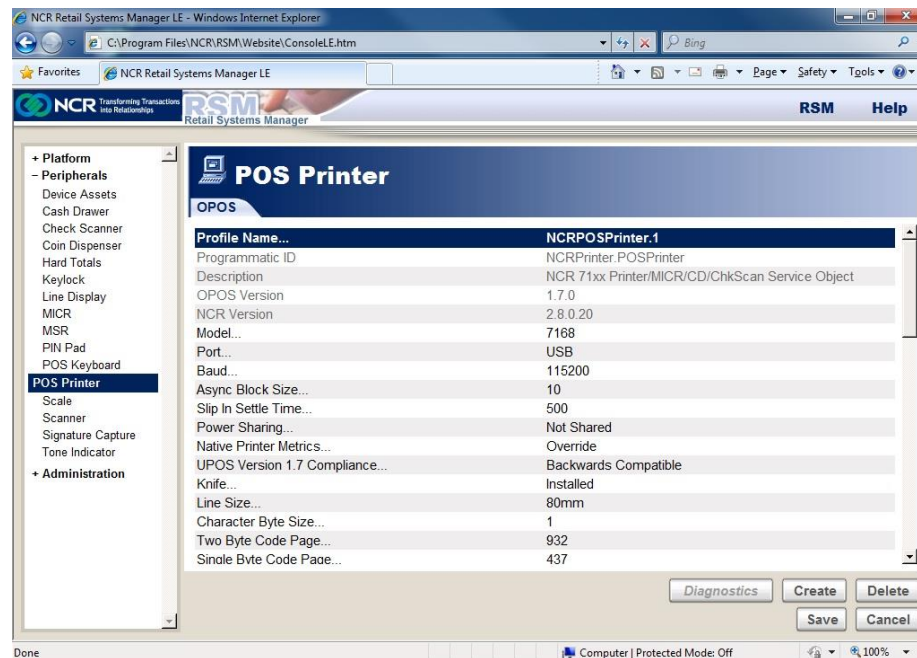 NCR Retail Systems Manager LE - Windows Internet Explorer
C:\Program Files\NCR\RSM\Website\ConsoleLE.htm
Bing
Favorites
NCR Retail Systems Manager LE
Page
Safety
Tools
NCR Transforming Transactions into Relationships
RSM
Retail Systems Manager
RSM Help
+ Platform
– Peripherals
Device Assets
Cash Drawer
Check Scanner
Coin Dispenser
Hard Totals
Keylock
Line Display
MICR
MSR
PIN Pad
POS Keyboard
POS Printer
Scale
Scanner
Signature Capture
Tone Indicator
+ Administration
POS Printer
OPOS
Profile Name... NCRPOSPrinter.1
Programmatic ID NCRPrinter.POSPrinter
Description NCR 71xx Printer/MICR/CD/ChkScan Service Object
OPOS Version 1.7.0
NCR Version 2.8.0.20
Model... 7168
Port... USB
Baud... 115200
Async Block Size... 10
Slip In Settle Time... 500
Power Sharing... Not Shared
Native Printer Metrics... Override
UPOS Version 1.7 Compliance... Backwards Compatible
Knife... Installed
Line Size... 80mm
Character Byte Size... 1
Two Byte Code Page... 932
Single Byte Code Page... 437
Diagnostics Create Delete
Save Cancel
Done
Computer | Protected Mode: Off
100%